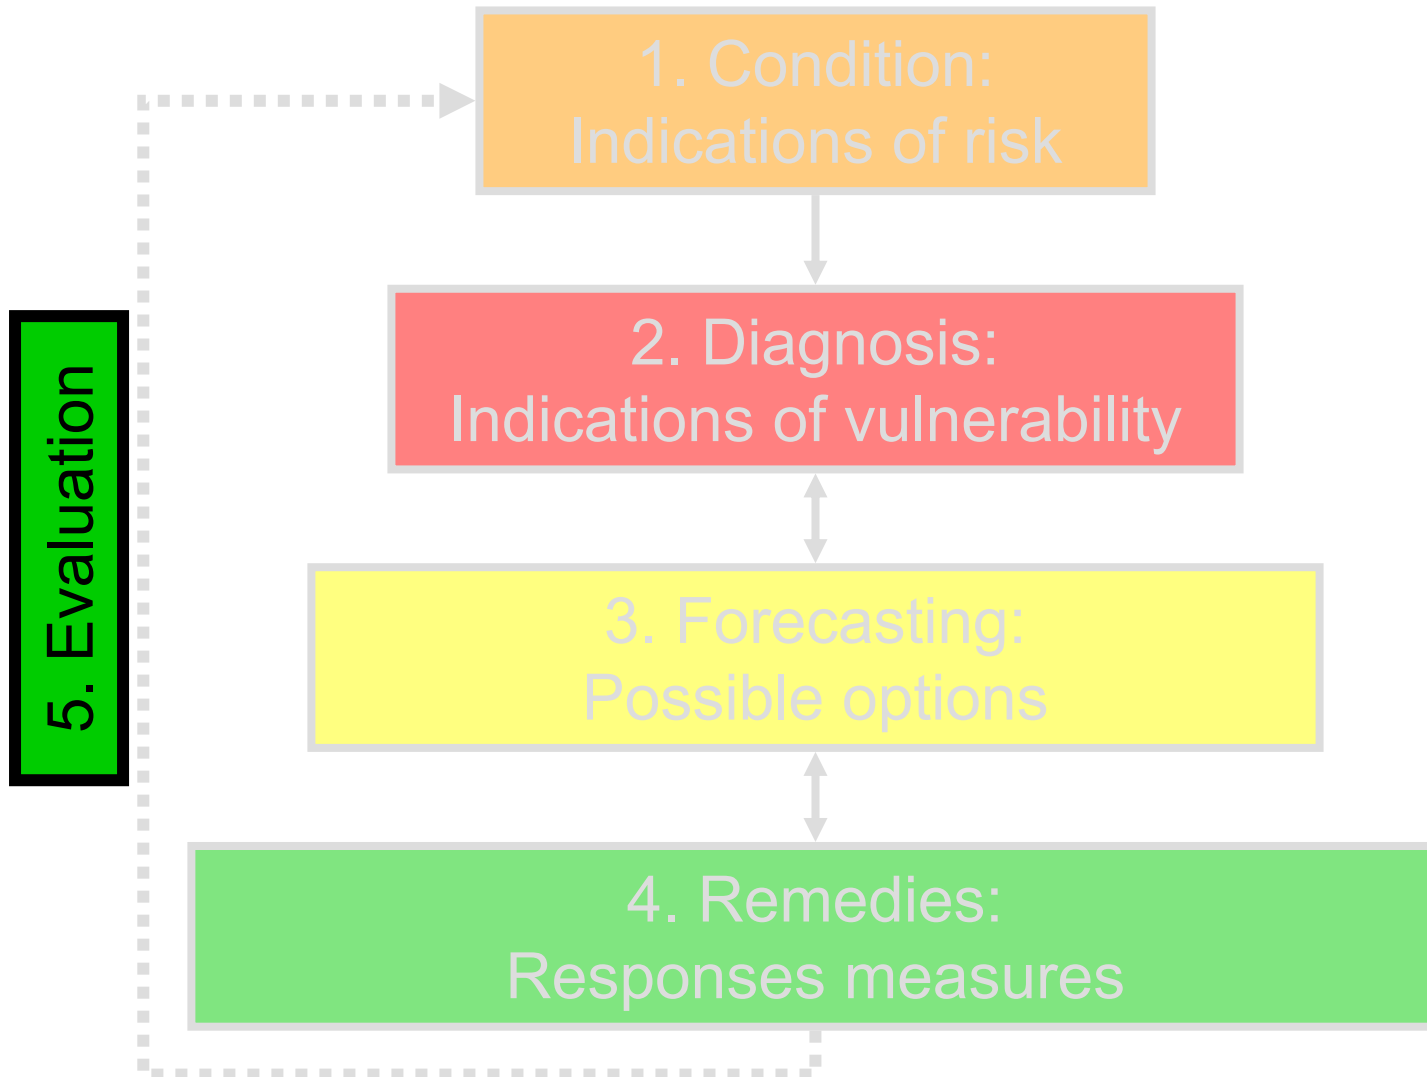 1. Condition:
Indications of risk
2. Diagnosis:
Indications of vulnerability
3. Forecasting:
Possible options
4. Remedies:
Responses measures
5. Evaluation